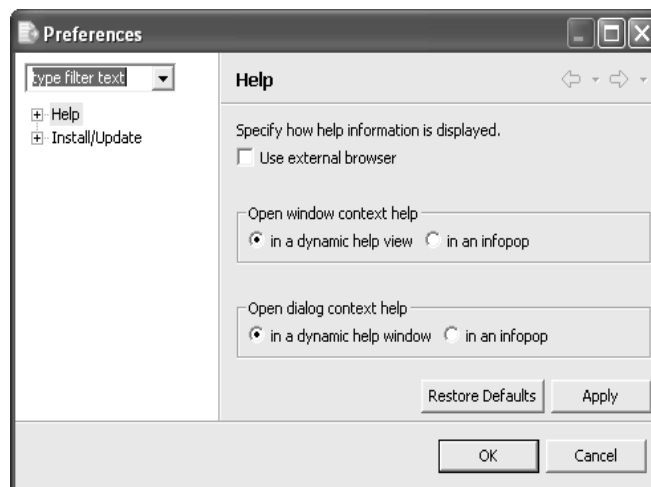 Preferences
type filter text
Help
Install/Update
Help
Specify how help information is displayed.
Use external browser
Open window context help
in a dynamic help view in an infopop
Open dialog context help
in a dynamic help window in an infopop
Restore Defaults Apply
OK Cancel